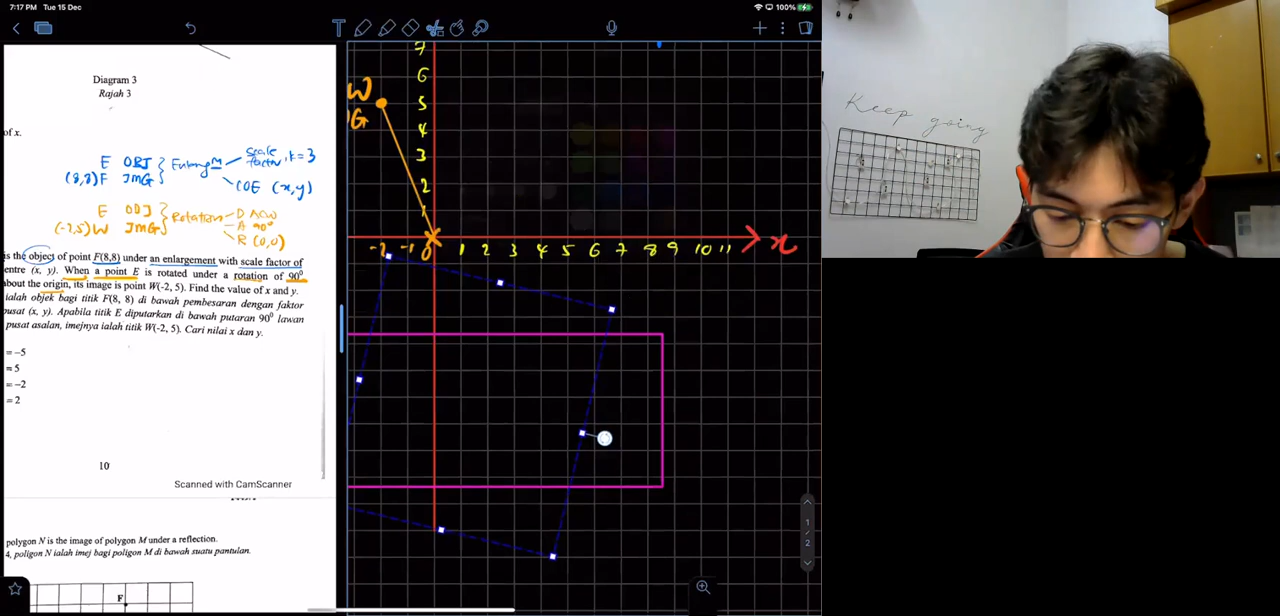 7:17 PM Tue 15 Dec
100%
Diagram 3
Rajah 3
of x.
E OBJ } Enlarg M — Scale factor, k = 3
(8,8) F IMG — COE (x,y)
E OBJ } Rotation — D ACW
— A 90°
(-2,5) W IMG — R (0,0)
is the object of point F(8,8) under an enlargement with scale factor of
entre (x, y). When a point E is rotated under a rotation of 90⁰
about the origin, its image is point W(-2, 5). Find the value of x and y.
ialah objek bagi titik F(8, 8) di bawah pembesaran dengan faktor
pusat (x, y). Apabila titik E diputarkan di bawah putaran 90⁰ lawan
pusat asalan, imejnya ialah titik W(-2, 5). Cari nilai x dan y.
= -5
= 5
= -2
= 2
10
Scanned with CamScanner
polygon N is the image of polygon M under a reflection.
4, poligon N ialah imej bagi poligon M di bawah suatu pantulan.
F
7
6
W
5
G
4
3
2
1
-2 -1 0 1 2 3 4 5 6 7 8 9 10 11 x
1
2
Keep going